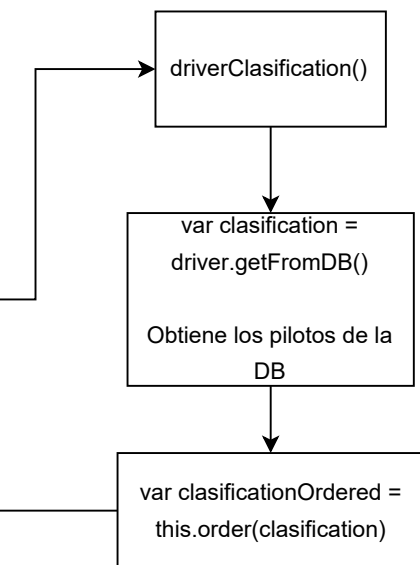 driverClasification()
var clasification =
driver.getFromDB()
Obtiene los pilotos de la
DB
var clasificationOrdered =
this.order(clasification)